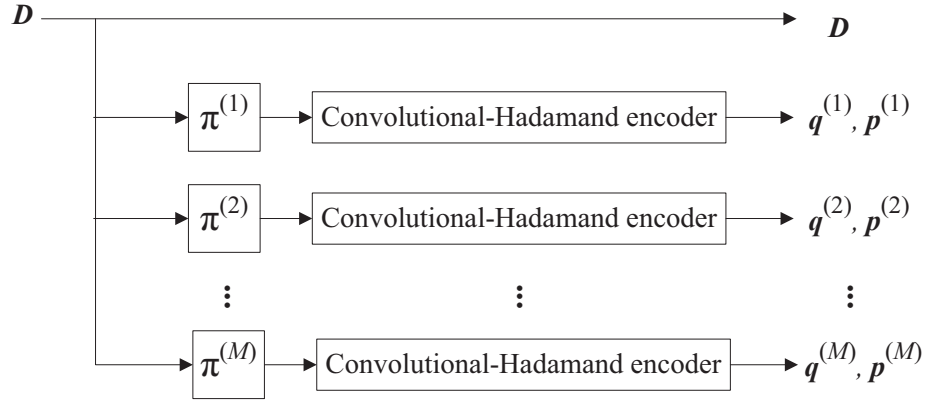 D D
π(1) Convolutional-Hadamand encoder q(1), p(1)
π(2) Convolutional-Hadamand encoder q(2), p(2)
⋮ ⋮ ⋮
π(M) Convolutional-Hadamand encoder q(M), p(M)